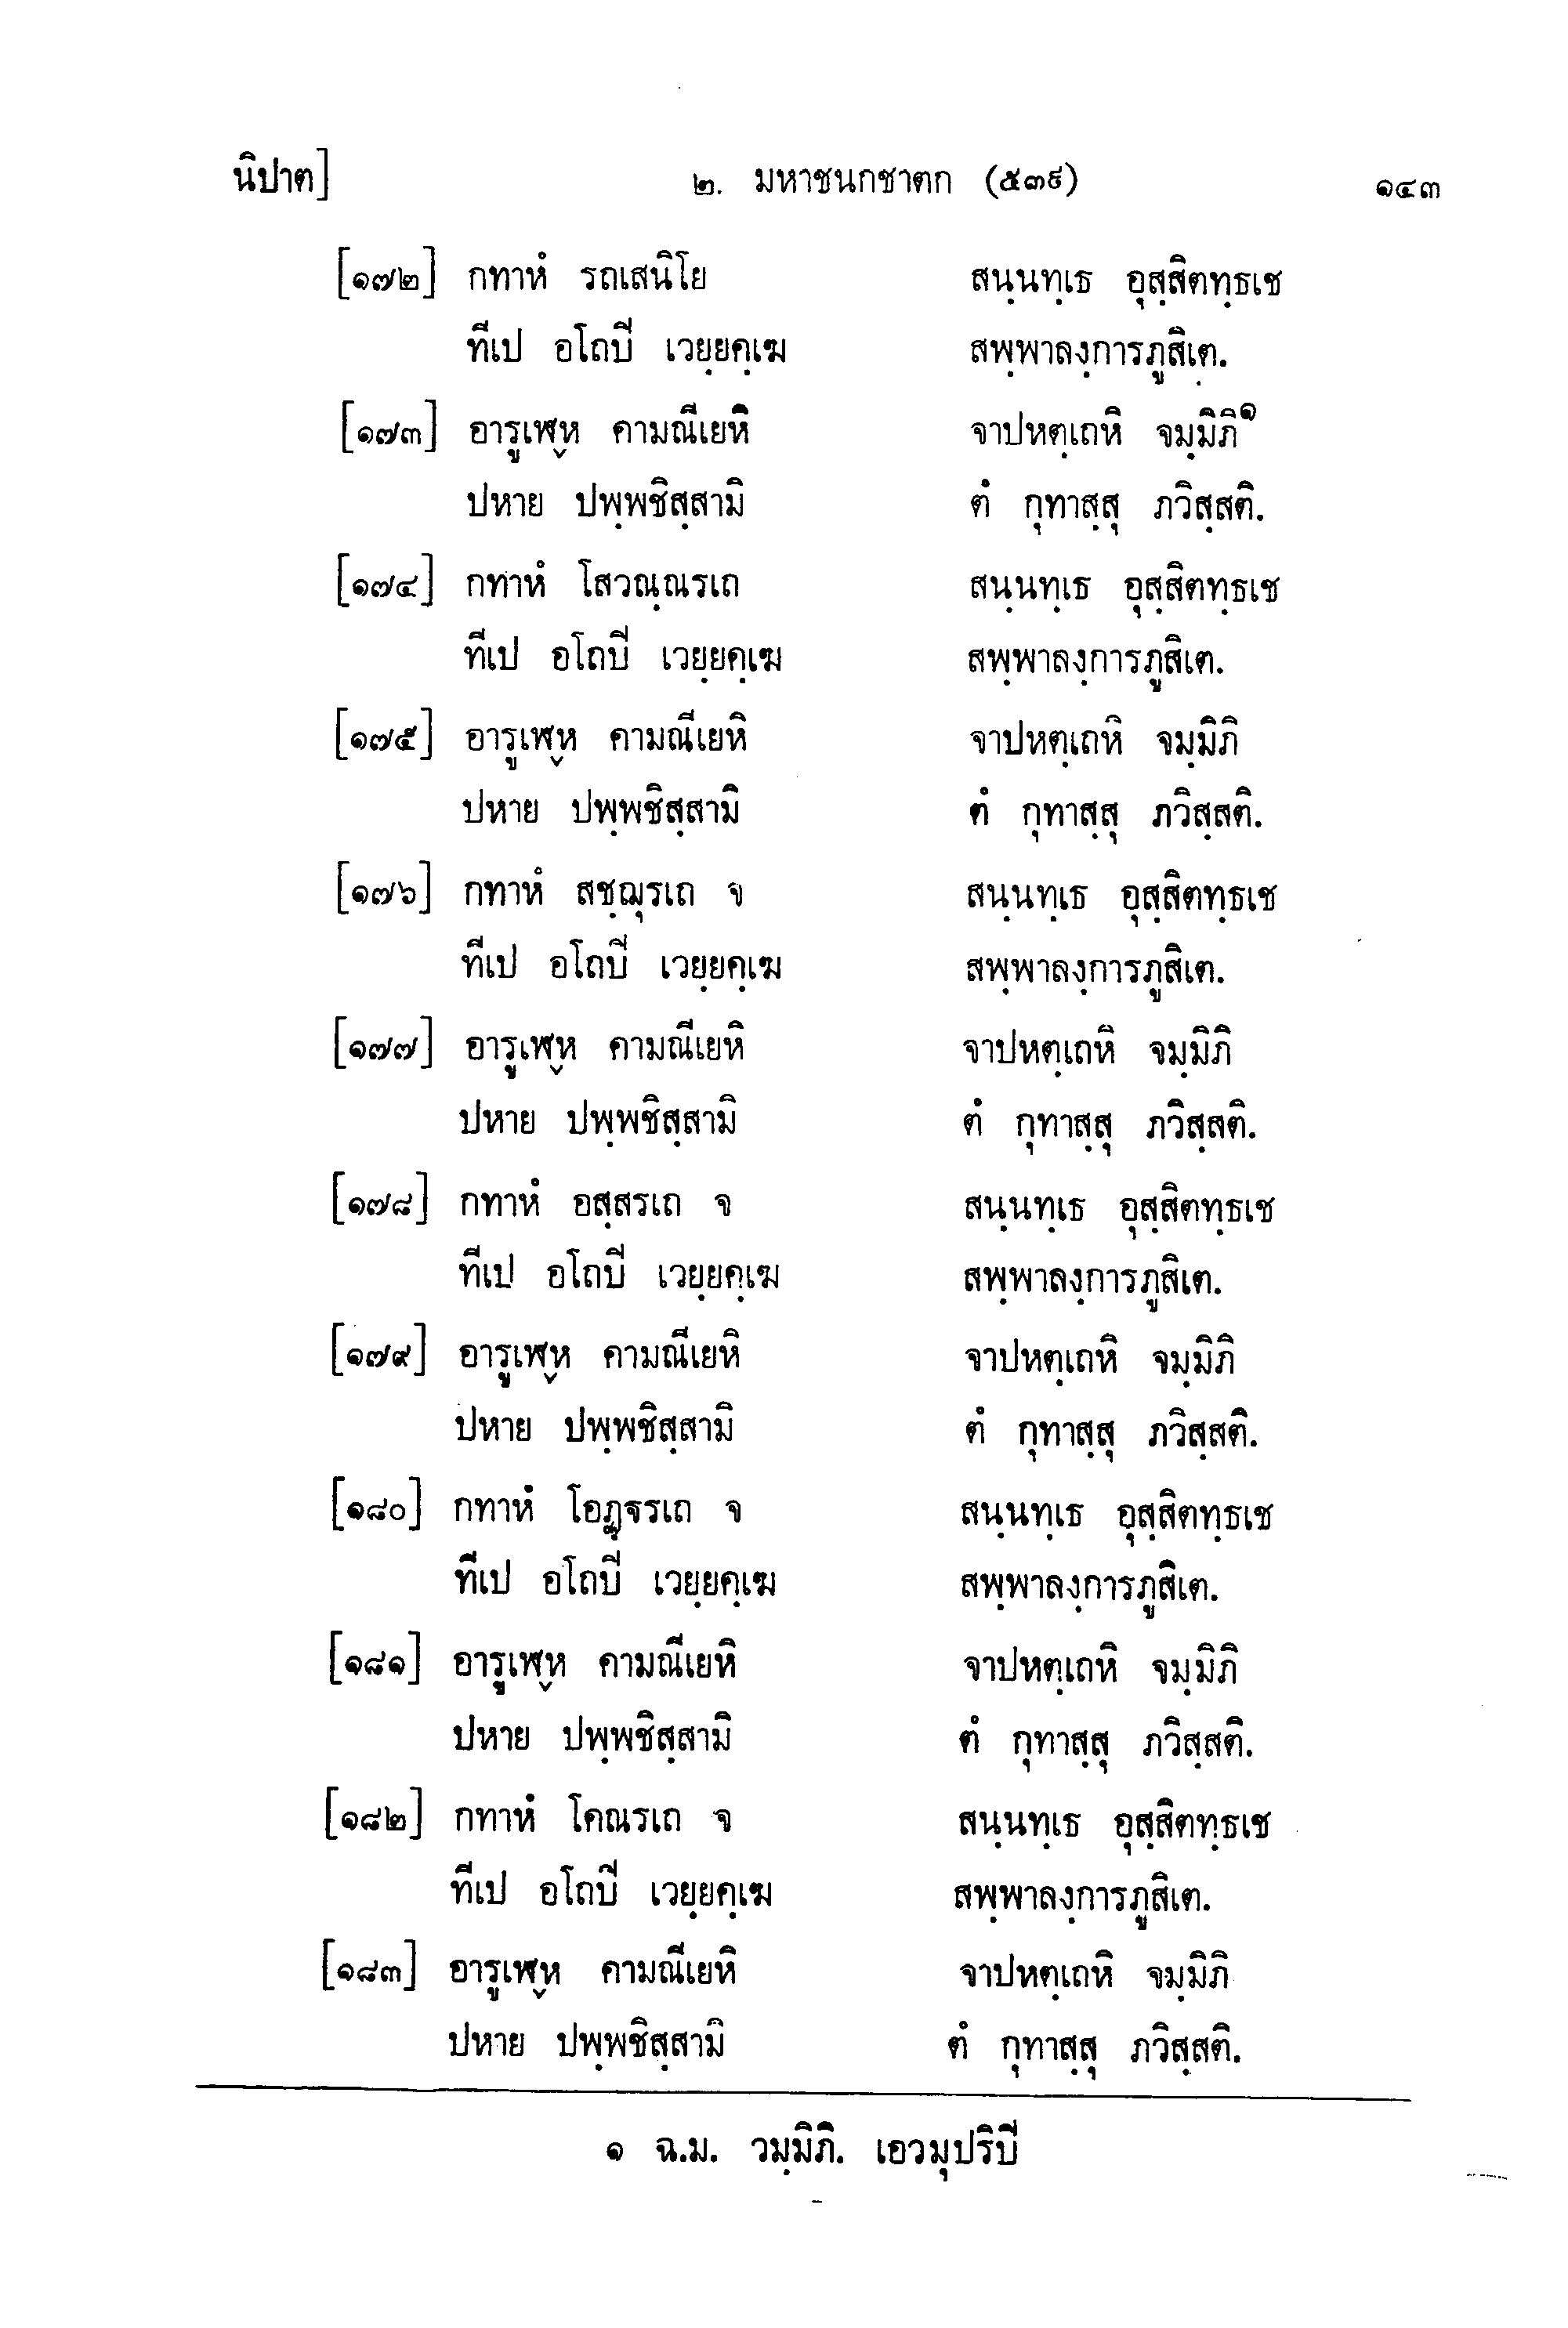 นิปาต] ๒. มหาชนกชาตก (๕๓๙) ๑๔๓
[๑๗๒] กทาหํ รถเสนิโย สนฺนทฺเธ อุสฺสิตทฺธเช
ทีเป อโถปี เวยฺยคฺเฆ สพฺพาลงฺการภูสิเต.
[๑๗๓] อารูเฬฺห คามณีเยหิ จาปหตฺเถหิ จมฺมิภิ๑
ปหาย ปพฺพชิสฺสามิ ตํ กุทาสฺสุ ภวิสฺสติ.
[๑๗๔] กทาหํ โสวณฺณรเถ สนฺนทฺเธ อุสฺสิตทฺธเช
ทีเป อโถปี เวยฺยคฺเฆ สพฺพาลงฺการภูสิเต.
[๑๗๕] อารูเฬฺห คามณีเยหิ จาปหตฺเถหิ จมฺมิภิ
ปหาย ปพฺพชิสฺสามิ ตํ กุทาสฺสุ ภวิสฺสติ.
[๑๗๖] กทาหํ สชฺฌุรเถ จ สนฺนทฺเธ อุสฺสิตทฺธเช
ทีเป อโถปี เวยฺยคฺเฆ สพฺพาลงฺการภูสิเต.
[๑๗๗] อารูเฬฺห คามณีเยหิ จาปหตฺเถหิ จมฺมิภิ
ปหาย ปพฺพชิสฺสามิ ตํ กุทาสฺสุ ภวิสฺสติ.
[๑๗๘] กทาหํ อสฺสรเถ จ สนฺนทฺเธ อุสฺสิตทฺธเช
ทีเป อโถปี เวยฺยคฺเฆ สพฺพาลงฺการภูสิเต.
[๑๗๙] อารูเฬฺห คามณีเยหิ จาปหตฺเถหิ จมฺมิภิ
ปหาย ปพฺพชิสฺสามิ ตํ กุทาสฺสุ ภวิสฺสติ.
[๑๘๐] กทาหํ โอฏฺฐรเถ จ สนฺนทฺเธ อุสฺสิตทฺธเช
ทีเป อโถปี เวยฺยคฺเฆ สพฺพาลงฺการภูสิเต.
[๑๘๑] อารูเฬฺห คามณีเยหิ จาปหตฺเถหิ จมฺมิภิ
ปหาย ปพฺพชิสฺสามิ ตํ กุทาสฺสุ ภวิสฺสติ.
[๑๘๒] กทาหํ โคณรเถ จ สนฺนทฺเธ อุสฺสิตทฺธเช
ทีเป อโถปี เวยฺยคฺเฆ สพฺพาลงฺการภูสิเต.
[๑๘๓] อารูเฬฺห คามณีเยหิ จาปหตฺเถหิ จมฺมิภิ
ปหาย ปพฺพชิสฺสามิ ตํ กุทาสฺสุ ภวิสฺสติ.
๑ ฉ.ม. วมฺมิภิ. เอวมุปริปี